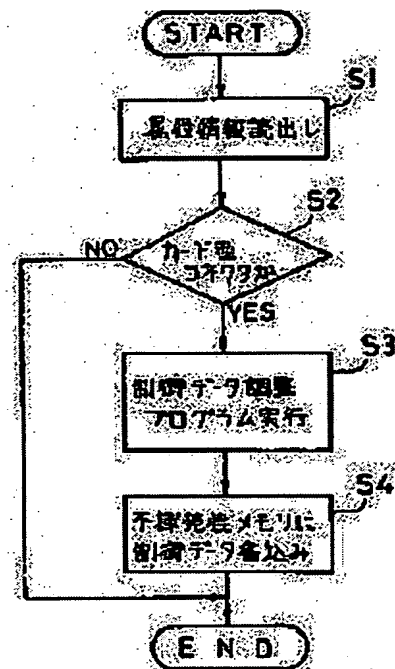 START
S1
情報読出し
S2
カード型
コネクタか
NO
YES
S3
制御データ調整
プログラム実行
S4
不揮発性メモリに
制御データ書込み
END